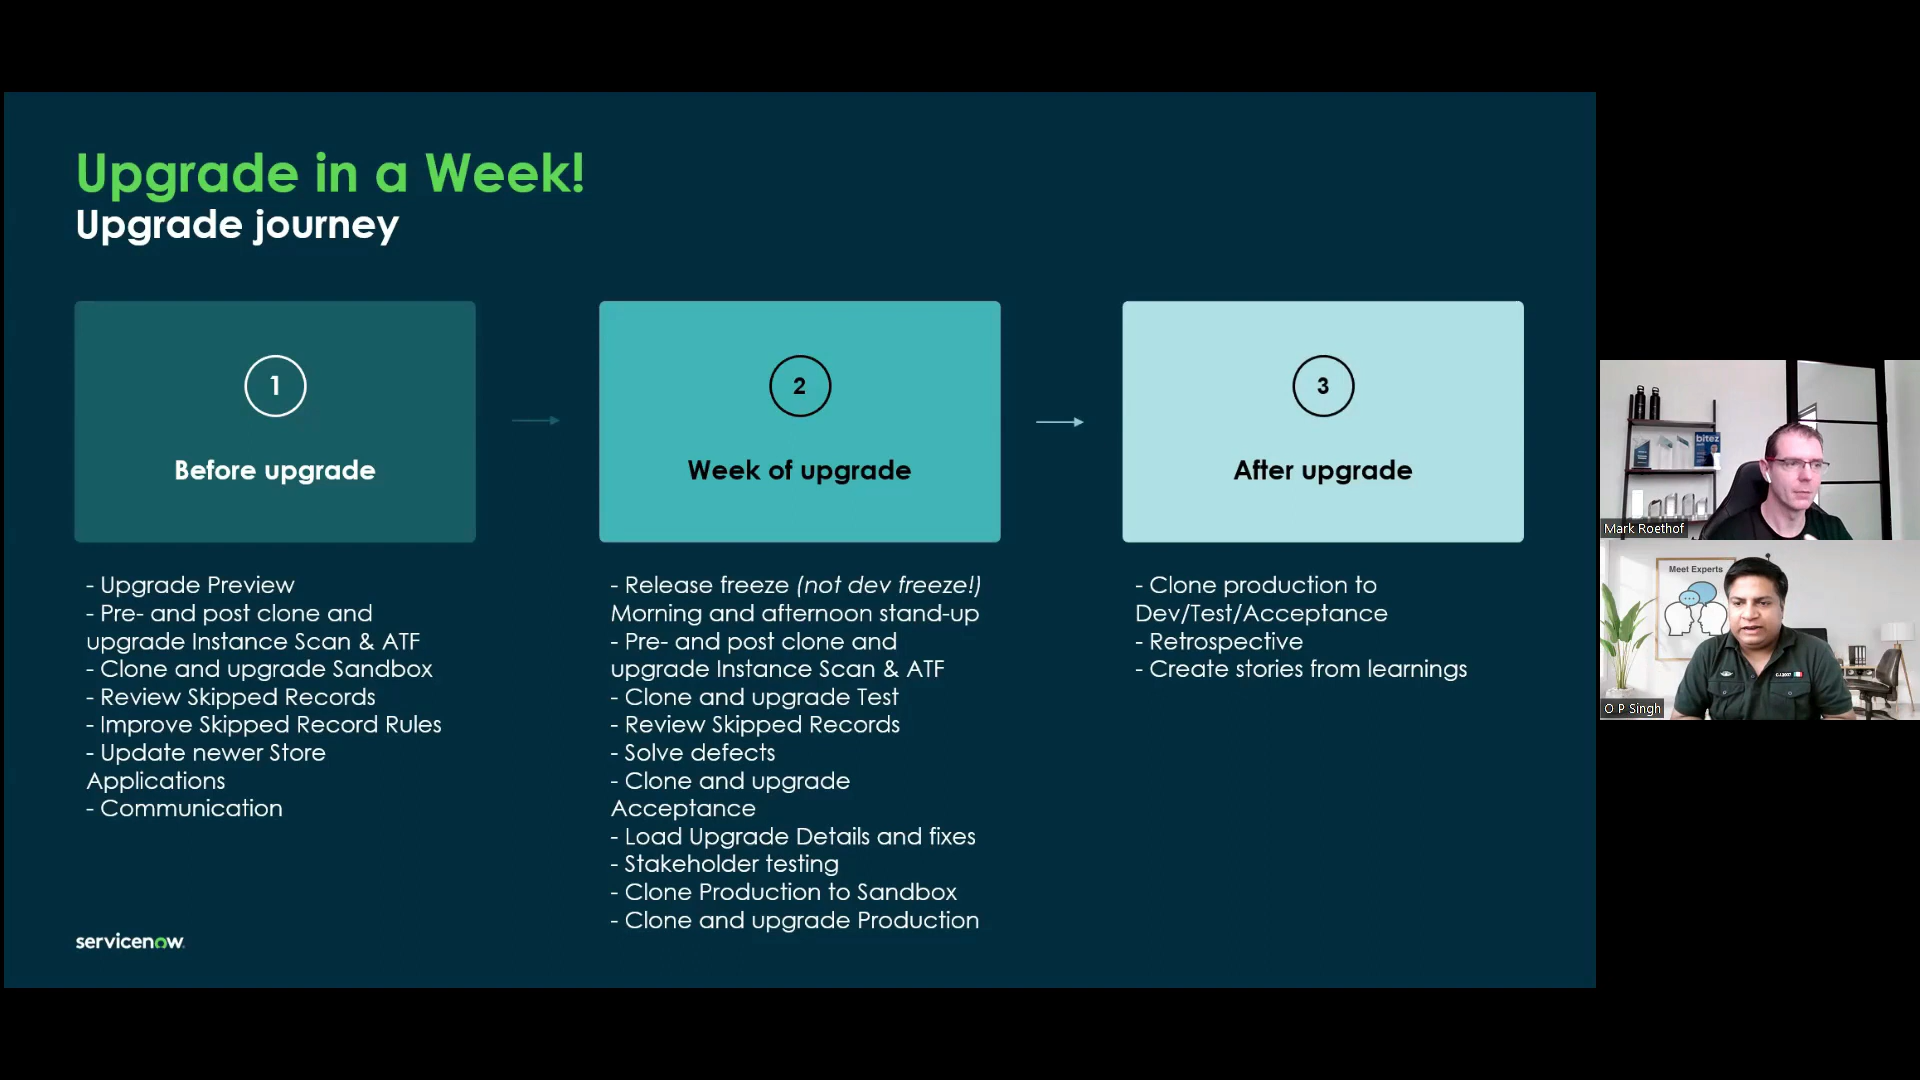 Upgrade in a Week!
Upgrade journey
1
Before upgrade
- Upgrade Preview
- Pre- and post clone and
upgrade Instance Scan & ATF
- Clone and upgrade Sandbox
- Review Skipped Records
- Improve Skipped Record Rules
- Update newer Store
Applications
- Communication
2
Week of upgrade
- Release freeze (not dev freeze!)
Morning and afternoon stand-up
- Pre- and post clone and
upgrade Instance Scan & ATF
- Clone and upgrade Test
- Review Skipped Records
- Solve defects
- Clone and upgrade
Acceptance
- Load Upgrade Details and fixes
- Stakeholder testing
- Clone Production to Sandbox
- Clone and upgrade Production
3
After upgrade
- Clone production to
Dev/Test/Acceptance
- Retrospective
- Create stories from learnings
servicenow
bitez
Mark Roethof
Meet Experts
O P Singh